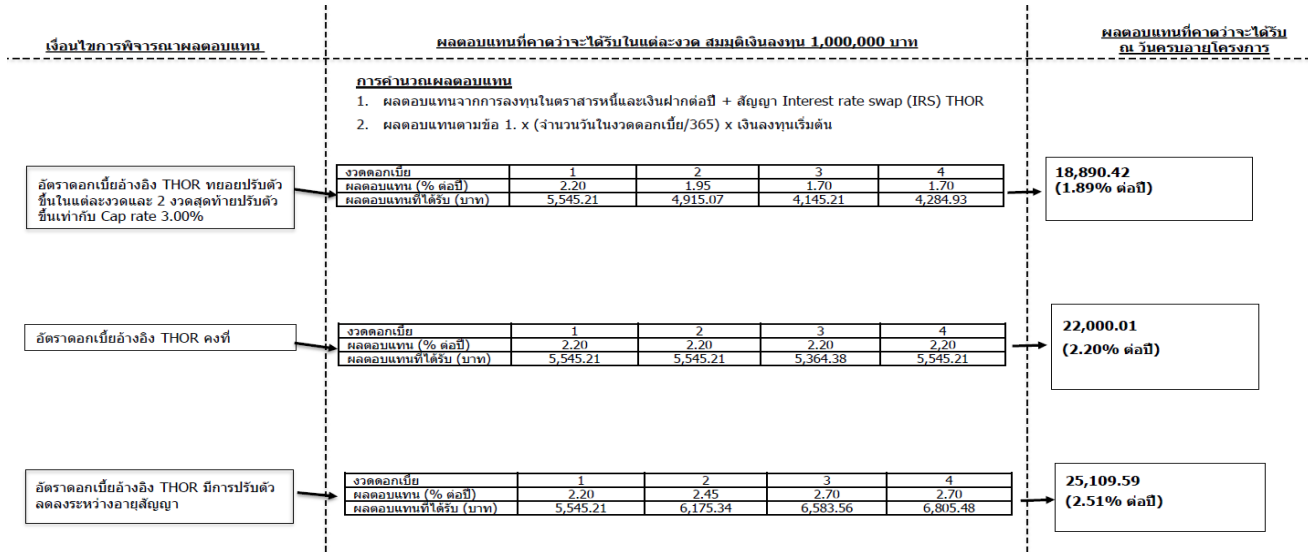 เงื่อนไขการพิจารณาผลตอบแทน
ผลตอบแทนที่คาดว่าจะได้รับในแต่ละงวด สมมุติเงินลงทุน 1,000,000 บาท
ผลตอบแทนที่คาดว่าจะได้รับ
ณ วันครบอายุโครงการ
การคำนวณผลตอบแทน
1. ผลตอบแทนจากการลงทุนในตราสารหนี้และเงินฝากต่อปี + สัญญา Interest rate swap (IRS) THOR
2. ผลตอบแทนตามข้อ 1. x (จำนวนวันในงวดดอกเบี้ย/365) x เงินลงทุนเริ่มต้น
อัตราดอกเบี้ยอ้างอิง THOR ทยอยปรับตัว
ขึ้นในแต่ละงวดและ 2 งวดสุดท้ายปรับตัว
ขึ้นเท่ากับ Cap rate 3.00%
งวดดอกเบี้ย 1 2 3 4
ผลตอบแทน (% ต่อปี) 2.20 1.95 1.70 1.70
ผลตอบแทนที่ได้รับ (บาท) 5,545.21 4,915.07 4,145.21 4,284.93
18,890.42
(1.89% ต่อปี)
อัตราดอกเบี้ยอ้างอิง THOR คงที่
งวดดอกเบี้ย 1 2 3 4
ผลตอบแทน (% ต่อปี) 2.20 2.20 2.20 2,20
ผลตอบแทนที่ได้รับ (บาท) 5,545.21 5,545.21 5,364.38 5,545.21
22,000.01
(2.20% ต่อปี)
อัตราดอกเบี้ยอ้างอิง THOR มีการปรับตัว
ลดลงระหว่างอายุสัญญา
งวดดอกเบี้ย 1 2 3 4
ผลตอบแทน (% ต่อปี) 2.20 2.45 2.70 2.70
ผลตอบแทนที่ได้รับ (บาท) 5,545.21 6,175.34 6,583.56 6,805.48
25,109.59
(2.51% ต่อปี)